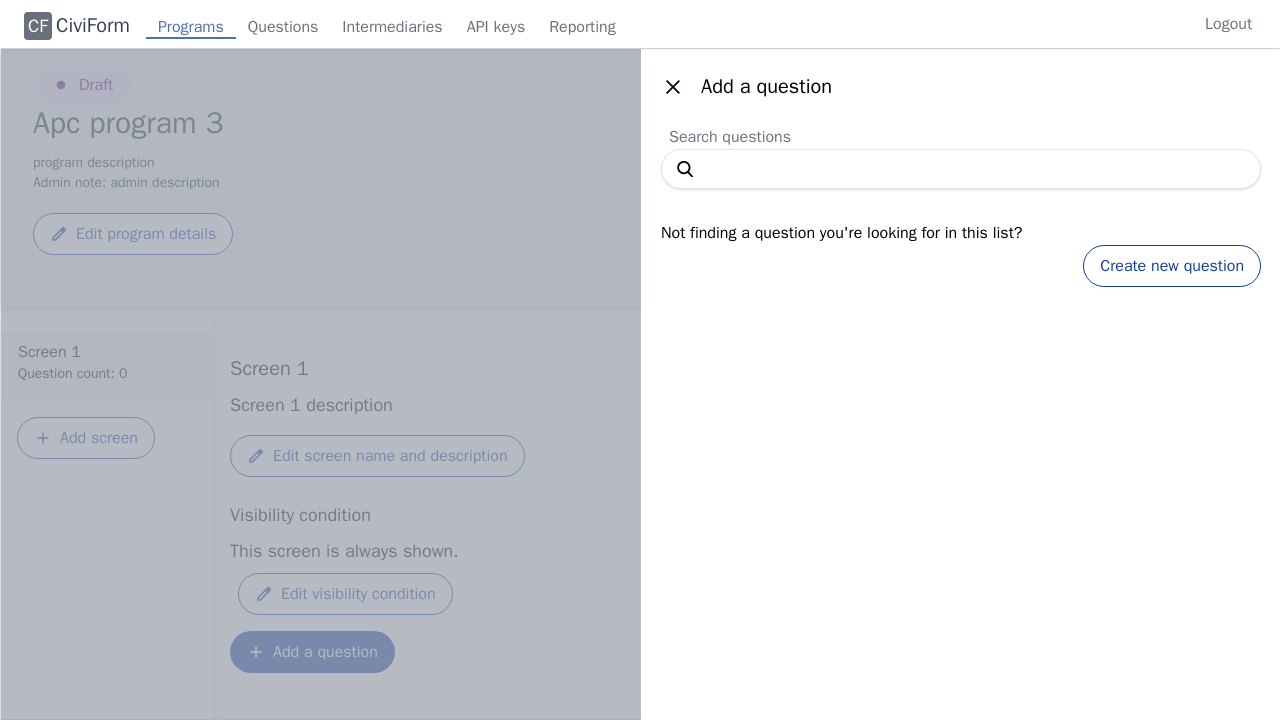 CF CiviForm Programs Questions Intermediaries API keys Reporting Logout
Draft
Apc program 3
program description
Admin note: admin description
Edit program details
Screen 1
Question count: 0
Add screen
Screen 1
Screen 1 description
Edit screen name and description
Visibility condition
This screen is always shown.
Edit visibility condition
Add a question
Add a question
Search questions
Not finding a question you're looking for in this list?
Create new question